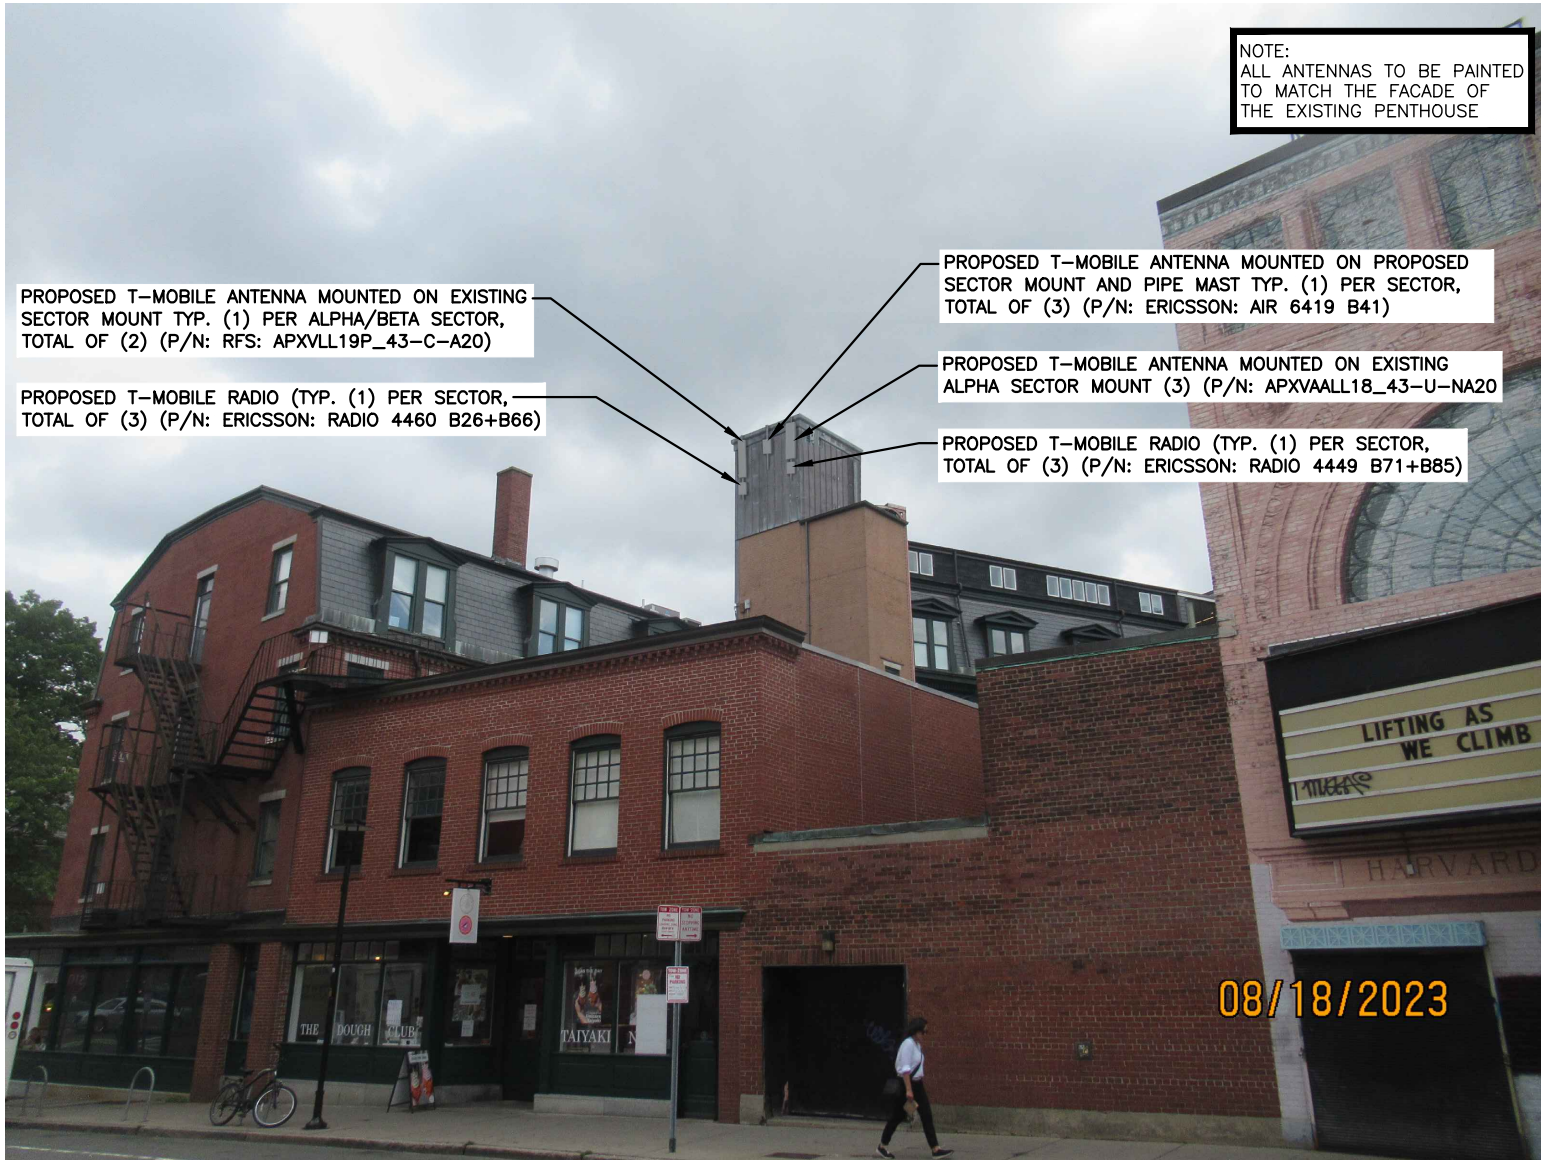 NOTE:
ALL ANTENNAS TO BE PAINTED
TO MATCH THE FACADE OF
THE EXISTING PENTHOUSE
PROPOSED T-MOBILE ANTENNA MOUNTED ON EXISTING
SECTOR MOUNT TYP. (1) PER ALPHA/BETA SECTOR,
TOTAL OF (2) (P/N: RFS: APXVLL19P_43-C-A20)
PROPOSED T-MOBILE RADIO (TYP. (1) PER SECTOR,
TOTAL OF (3) (P/N: ERICSSON: RADIO 4460 B26+B66)
PROPOSED T-MOBILE ANTENNA MOUNTED ON PROPOSED
SECTOR MOUNT AND PIPE MAST TYP. (1) PER SECTOR,
TOTAL OF (3) (P/N: ERICSSON: AIR 6419 B41)
PROPOSED T-MOBILE ANTENNA MOUNTED ON EXISTING
ALPHA SECTOR MOUNT (3) (P/N: APXVAALL18_43-U-NA20
PROPOSED T-MOBILE RADIO (TYP. (1) PER SECTOR,
TOTAL OF (3) (P/N: ERICSSON: RADIO 4449 B71+B85)
LIFTING AS
WE CLIMB
HARVARD
THE DOUGH CLUB
TAIYAKI N
08/18/2023